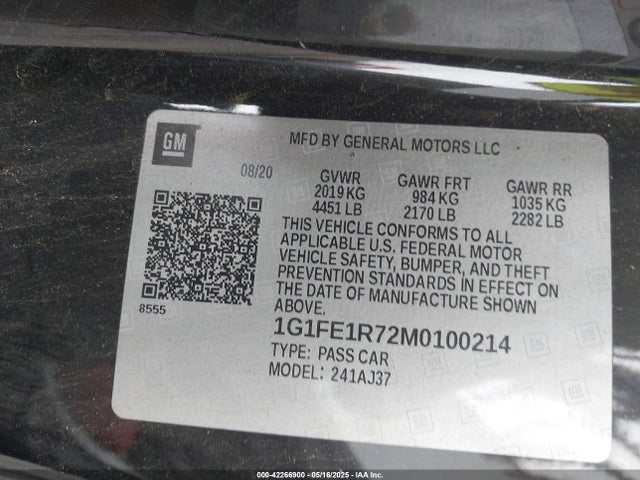 GM
MFD BY GENERAL MOTORS LLC
08/20
GVWR GAWR FRT GAWR RR
2019 KG 984 KG 1035 KG
4451 LB 2170 LB 2282 LB
THIS VEHICLE CONFORMS TO ALL
APPLICABLE U.S. FEDERAL MOTOR
VEHICLE SAFETY, BUMPER, AND THEFT
PREVENTION STANDARDS IN EFFECT ON
THE DATE OF MANUFACTURE SHOWN
ABOVE.
8555
1G1FE1R72M0100214
TYPE: PASS CAR
MODEL: 241AJ37
000-42266900 - 05/16/2025 - IAA Inc.